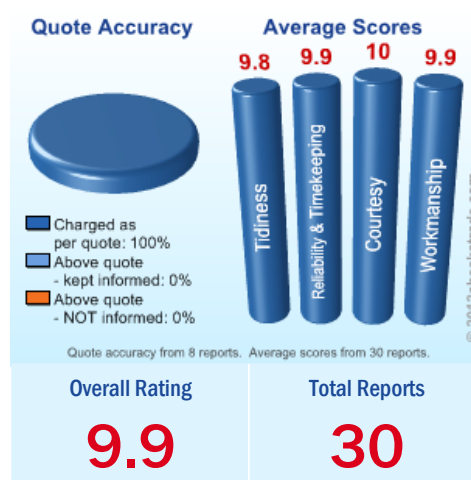 Quote Accuracy
Average Scores
9.8
9.9
10
9.9
Tidiness
Reliability & Timekeeping
Courtesy
Workmanship
Charged as
per quote: 100%
Above quote
- kept informed: 0%
Above quote
- NOT informed: 0%
Quote accuracy from 8 reports. Average scores from 30 reports.
Overall Rating
Total Reports
9.9
30